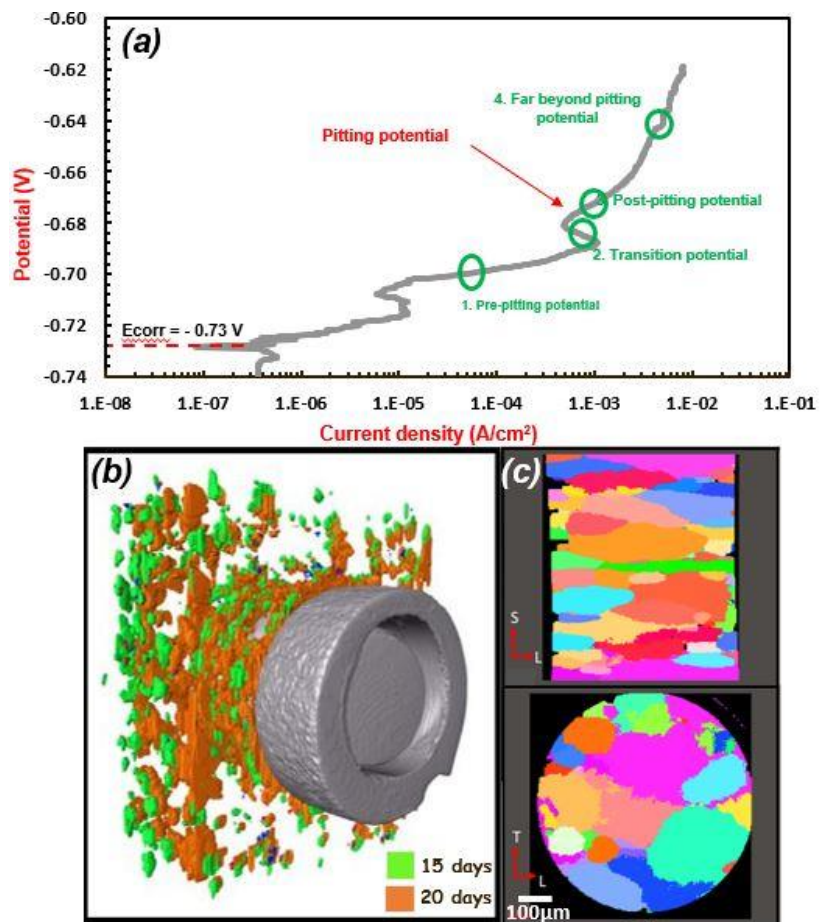 (a)
-0.60
-0.62
-0.64
-0.66
-0.68
-0.70
-0.72
-0.74
Potential (V)
4. Far beyond pitting
potential
Pitting potential
3. Post-pitting potential
2. Transition potential
1. Pre-pitting potential
Ecorr = - 0.73 V
1.E-08 1.E-07 1.E-06 1.E-05 1.E-04 1.E-03 1.E-02 1.E-01
Current density (A/cm²)
(b)
15 days
20 days
(c)
S
L
T
L
100µm